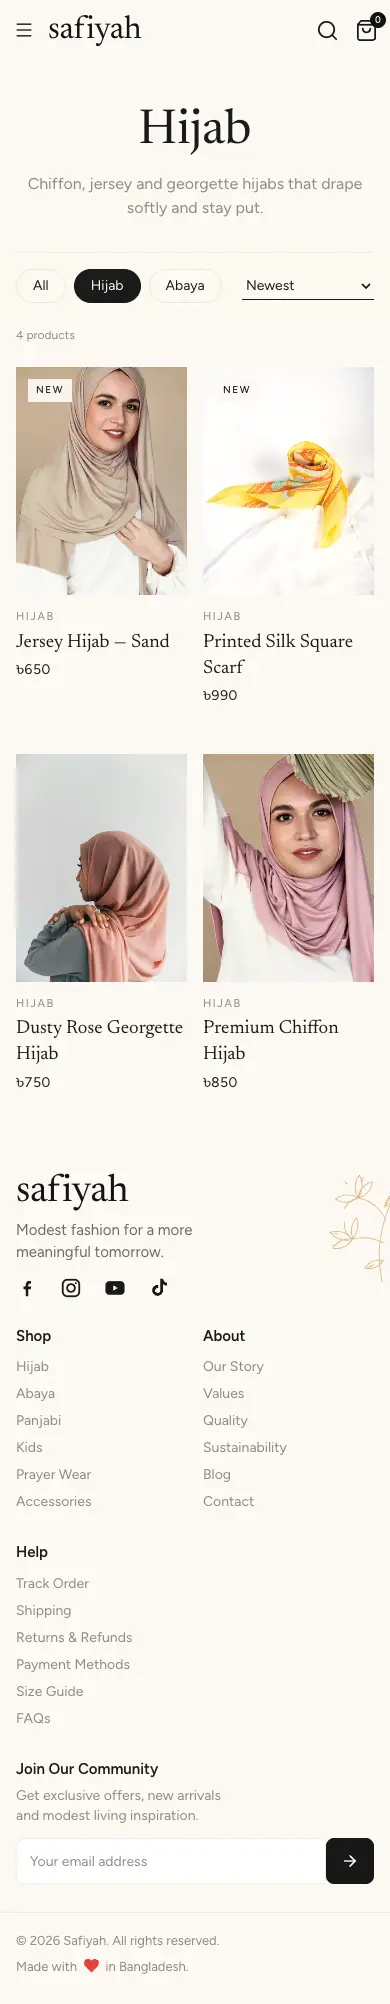 safiyah
0
Hijab
Chiffon, jersey and georgette hijabs that drape
softly and stay put.
All Hijab Abaya Newest
4 products
NEW NEW
HIJAB
Jersey Hijab — Sand
৳650
HIJAB
Printed Silk Square
Scarf
৳990
HIJAB
Dusty Rose Georgette
Hijab
৳750
HIJAB
Premium Chiffon
Hijab
৳850
safiyah
Modest fashion for a more
meaningful tomorrow.
Shop
Hijab
Abaya
Panjabi
Kids
Prayer Wear
Accessories
About
Our Story
Values
Quality
Sustainability
Blog
Contact
Help
Track Order
Shipping
Returns & Refunds
Payment Methods
Size Guide
FAQs
Join Our Community
Get exclusive offers, new arrivals
and modest living inspiration.
Your email address
© 2026 Safiyah. All rights reserved.
Made with ❤️ in Bangladesh.